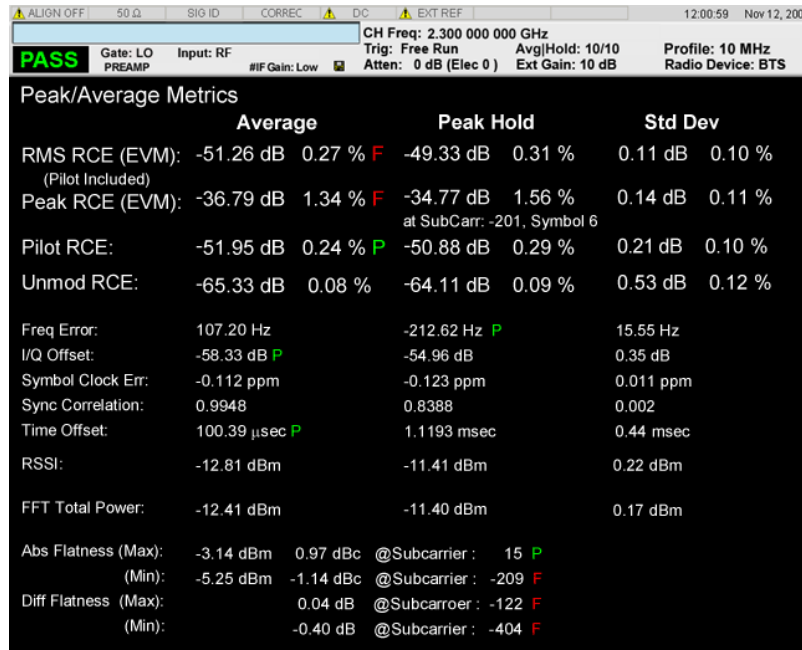 ALIGN OFF 50 Ω SIG ID CORREC DC EXT REF 12:00:59 Nov 12, 200
CH Freq: 2.300 000 000 GHz
PASS Gate: LO Input: RF Trig: Free Run Avg|Hold: 10/10 Profile: 10 MHz
PREAMP #IF Gain: Low Atten: 0 dB (Elec 0 ) Ext Gain: 10 dB Radio Device: BTS
Peak/Average Metrics
Average Peak Hold Std Dev
RMS RCE (EVM): -51.26 dB 0.27 % F -49.33 dB 0.31 % 0.11 dB 0.10 %
(Pilot Included)
Peak RCE (EVM): -36.79 dB 1.34 % F -34.77 dB 1.56 % 0.14 dB 0.11 %
at SubCarr: -201, Symbol 6
Pilot RCE: -51.95 dB 0.24 % P -50.88 dB 0.29 % 0.21 dB 0.10 %
Unmod RCE: -65.33 dB 0.08 % -64.11 dB 0.09 % 0.53 dB 0.12 %
Freq Error: 107.20 Hz -212.62 Hz P 15.55 Hz
I/Q Offset: -58.33 dB P -54.96 dB 0.35 dB
Symbol Clock Err: -0.112 ppm -0.123 ppm 0.011 ppm
Sync Correlation: 0.9948 0.8388 0.002
Time Offset: 100.39 μsec P 1.1193 msec 0.44 msec
RSSI: -12.81 dBm -11.41 dBm 0.22 dBm
FFT Total Power: -12.41 dBm -11.40 dBm 0.17 dBm
Abs Flatness (Max): -3.14 dBm 0.97 dBc @Subcarrier : 15 P
(Min): -5.25 dBm -1.14 dBc @Subcarrier : -209 F
Diff Flatness (Max): 0.04 dB @Subcarroer : -122 F
(Min): -0.40 dB @Subcarrier : -404 F